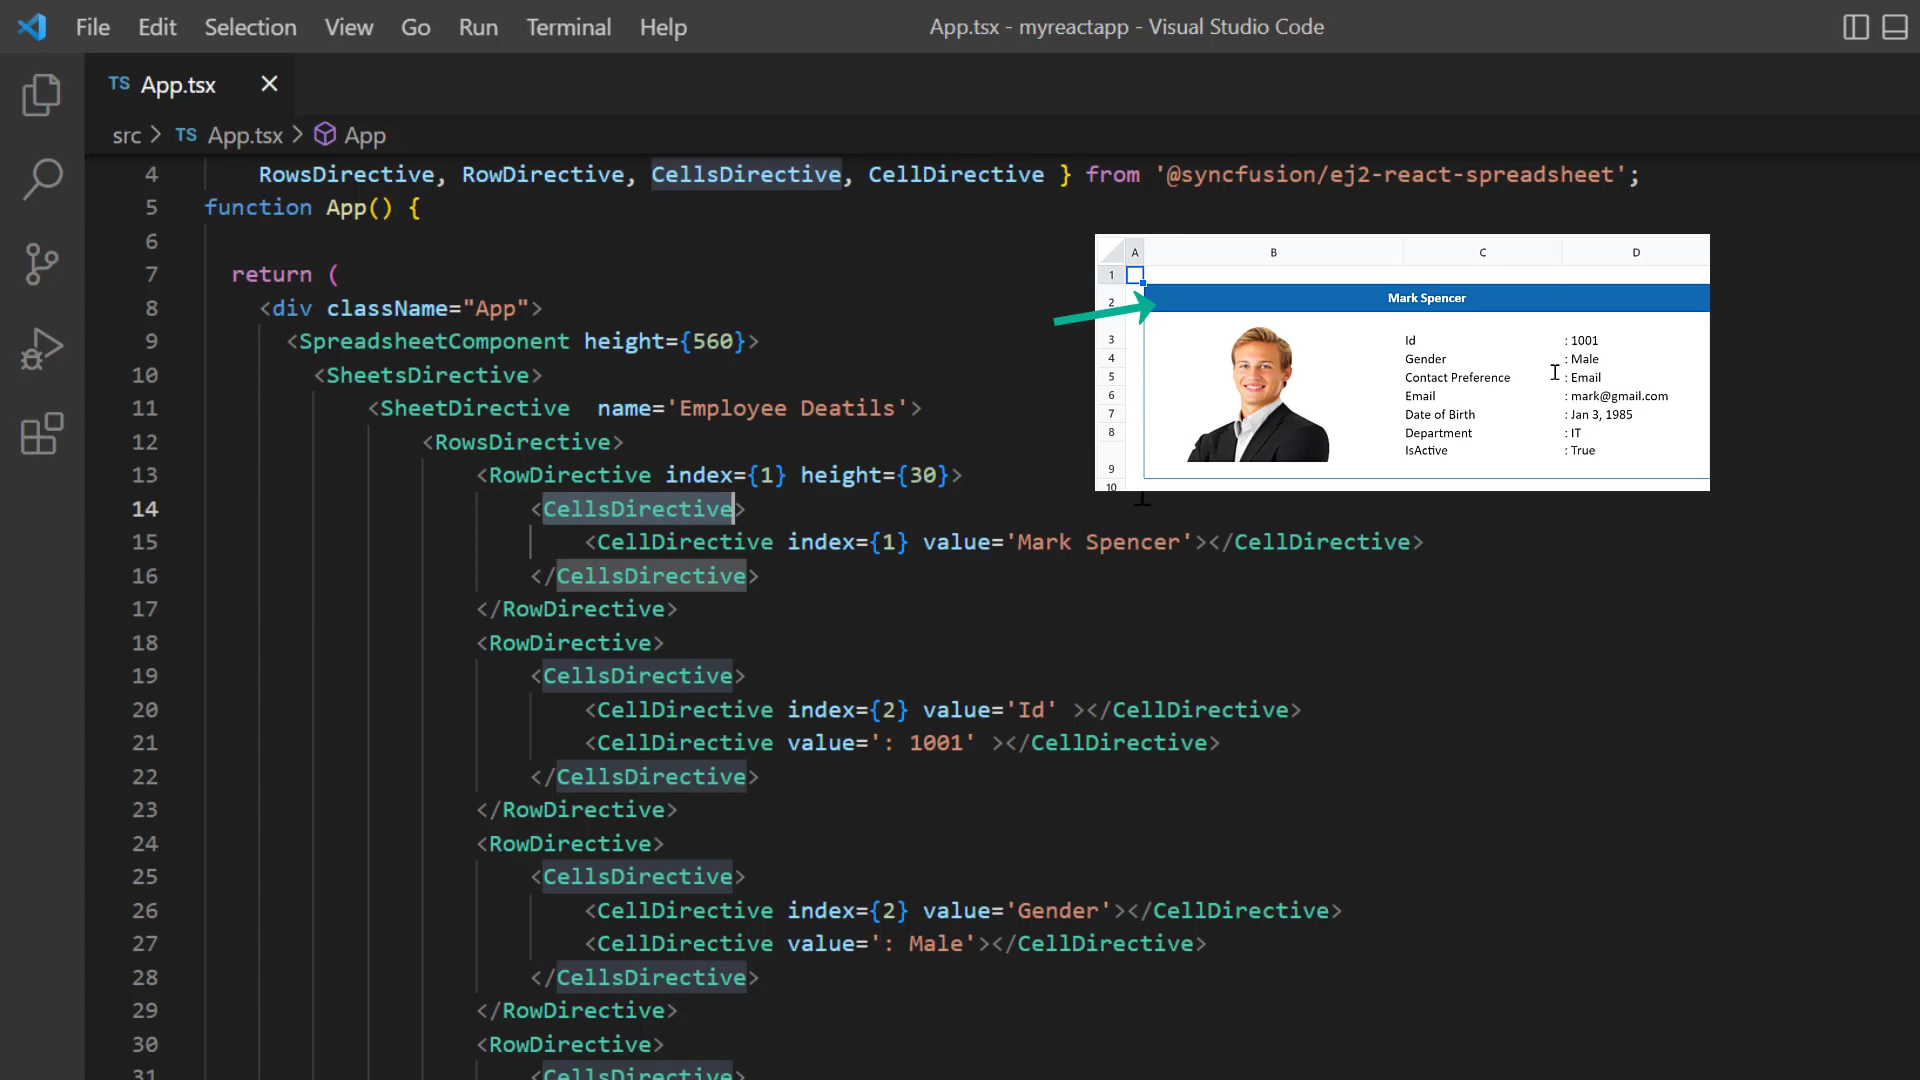 File Edit Selection View Go Run Terminal Help App.tsx - myreactapp - Visual Studio Code
TS App.tsx
src > TS App.tsx > App
4 RowsDirective, RowDirective, CellsDirective, CellDirective } from '@syncfusion/ej2-react-spreadsheet';
5 function App() {
6
7 return (
8 <div className="App">
9 <SpreadsheetComponent height={560}>
10 <SheetsDirective>
11 <SheetDirective name='Employee Deatils'>
12 <RowsDirective>
13 <RowDirective index={1} height={30}>
14 <CellsDirective>
15 <CellDirective index={1} value='Mark Spencer'></CellDirective>
16 </CellsDirective>
17 </RowDirective>
18 <RowDirective>
19 <CellsDirective>
20 <CellDirective index={2} value='Id' ></CellDirective>
21 <CellDirective value=': 1001' ></CellDirective>
22 </CellsDirective>
23 </RowDirective>
24 <RowDirective>
25 <CellsDirective>
26 <CellDirective index={2} value='Gender'></CellDirective>
27 <CellDirective value=': Male'></CellDirective>
28 </CellsDirective>
29 </RowDirective>
30 <RowDirective>
31 <CellsDirective>
A B C D
1
2 Mark Spencer
3 Id : 1001
4 Gender : Male
5 Contact Preference : Email
6 Email : mark@gmail.com
7 Date of Birth : Jan 3, 1985
8 Department : IT
IsActive : True
9
10